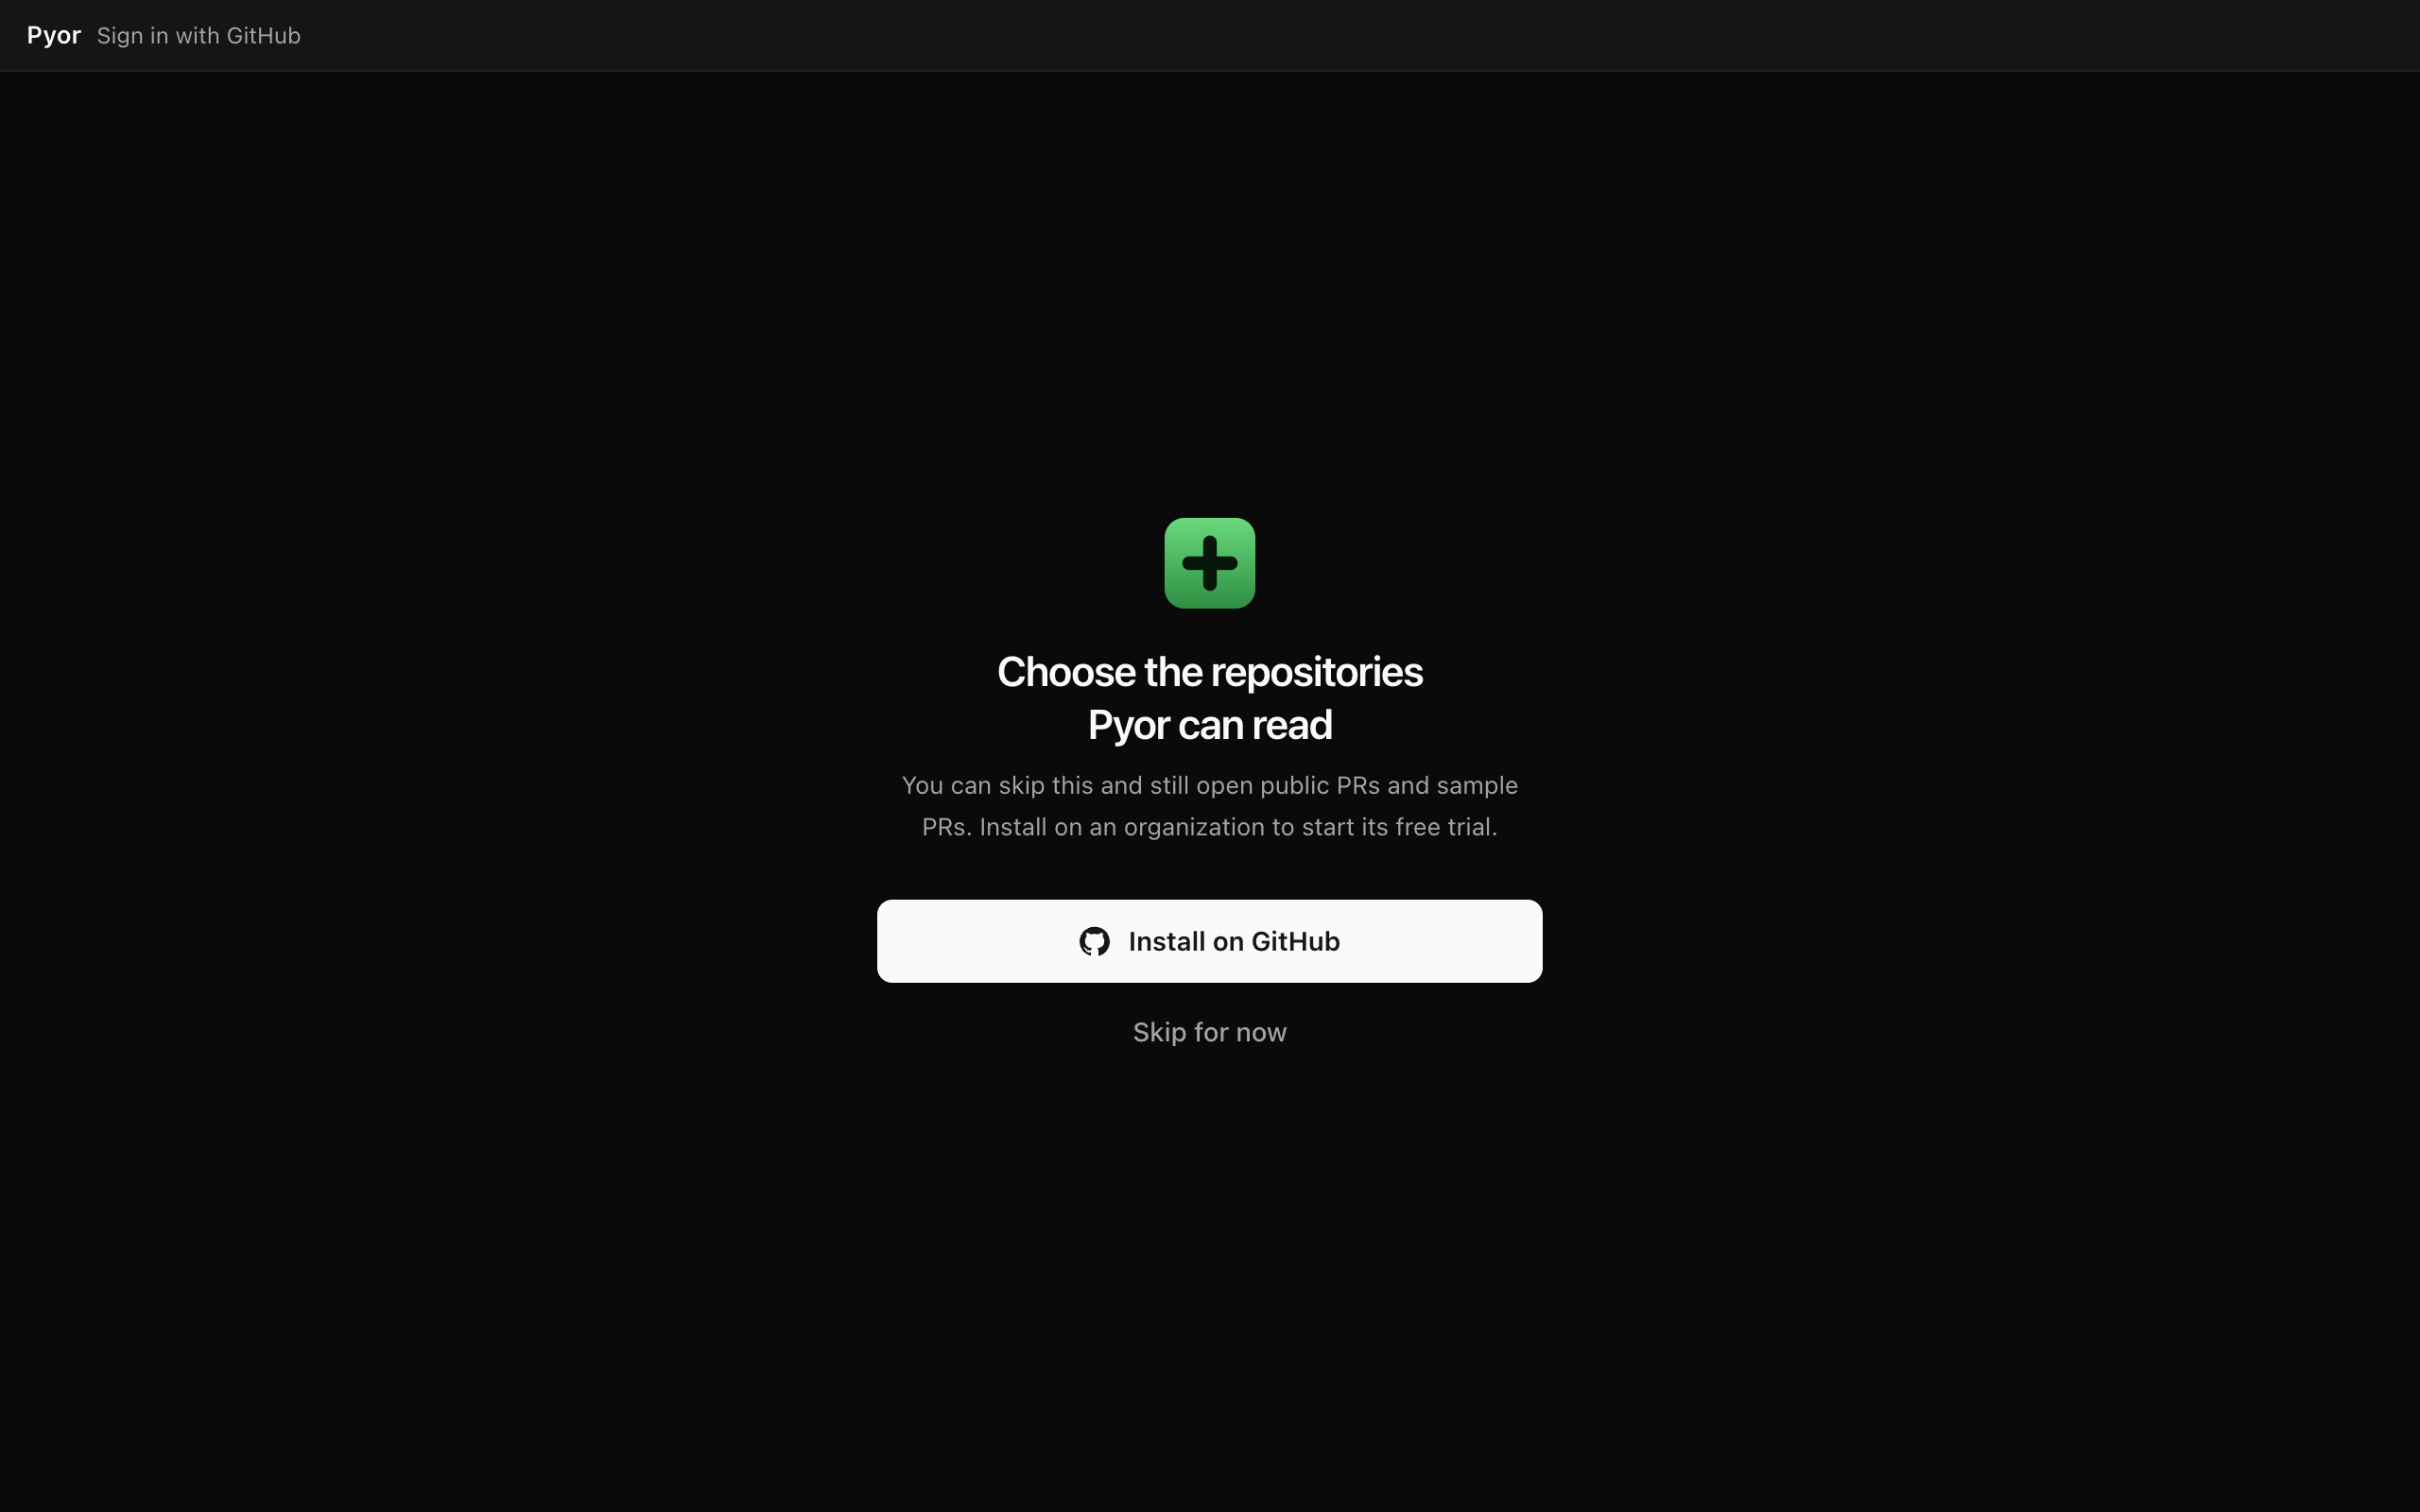 Pyor Sign in with GitHub
Choose the repositories
Pyor can read
You can skip this and still open public PRs and sample
PRs. Install on an organization to start its free trial.
Install on GitHub
Skip for now